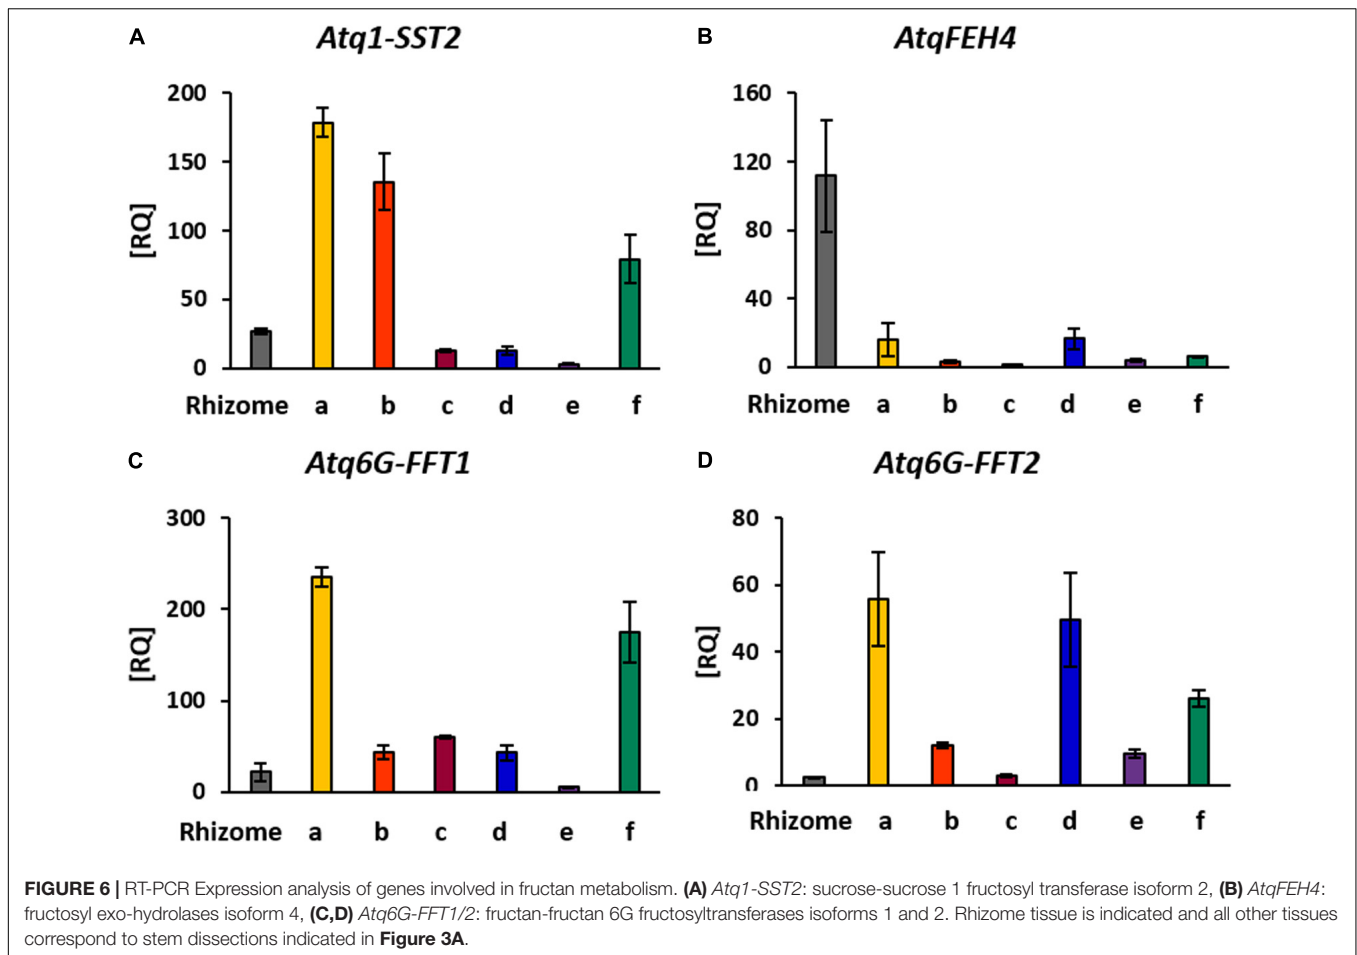 A
Atq1-SST2
200
150
100
50
0
[RQ]
Rhizome a b c d e f
B
AtqFEH4
160
120
80
40
0
[RQ]
Rhizome a b c d e f
C
Atq6G-FFT1
300
200
100
0
[RQ]
Rhizome a b c d e f
D
Atq6G-FFT2
80
60
40
20
0
[RQ]
Rhizome a b c d e f
FIGURE 6 | RT-PCR Expression analysis of genes involved in fructan metabolism. (A) Atq1-SST2: sucrose-sucrose 1 fructosyl transferase isoform 2, (B) AtqFEH4:
fructosyl exo-hydrolases isoform 4, (C,D) Atq6G-FFT1/2: fructan-fructan 6G fructosyltransferases isoforms 1 and 2. Rhizome tissue is indicated and all other tissues
correspond to stem dissections indicated in Figure 3A.